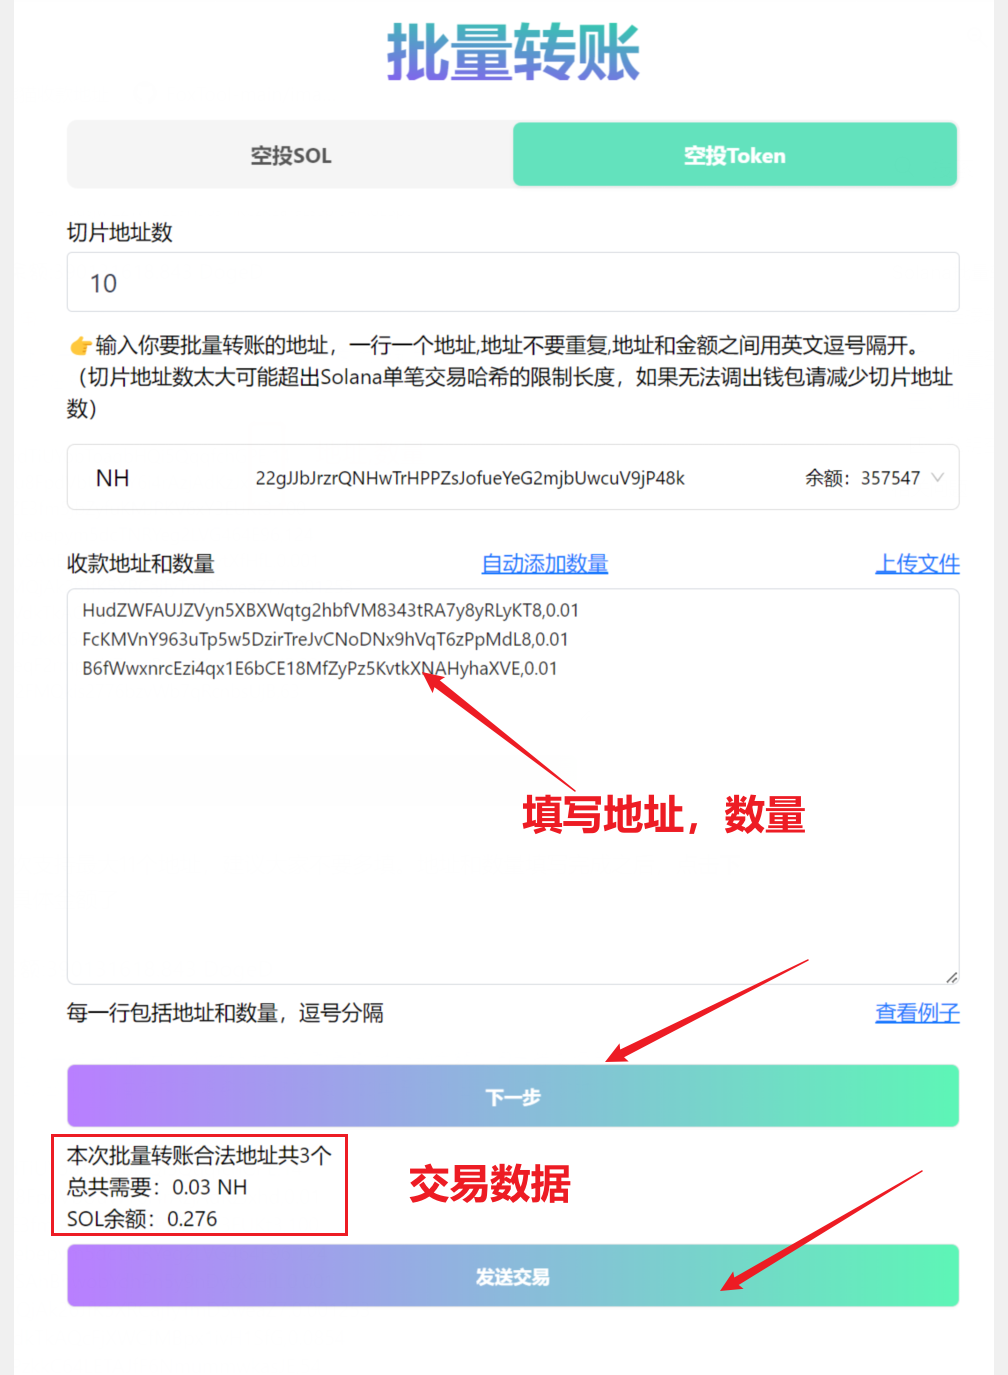 批量转账
空投SOL
空投Token
切片地址数
10
👉输入你要批量转账的地址，一行一个地址,地址不要重复,地址和金额之间用英文逗号隔开。
（切片地址数太大可能超出Solana单笔交易哈希的限制长度，如果无法调出钱包请减少切片地址
数）
NH 22gJJbJrzrQNHwTrHPPZsJofueYeG2mjbUwcuV9jP48k 余额：357547
收款地址和数量 自动添加数量 上传文件
HudZWFAUJZVyn5XBXWqtg2hbfVM8343tRA7y8yRLyKT8,0.01
FcKMVnY963uTp5w5DzirTreJvCNoDNx9hVqT6zPpMdL8,0.01
B6fWwxnrcEzi4qx1E6bCE18MfZyPz5KvtkXNAHyhaXVE,0.01
填写地址，数量
每一行包括地址和数量，逗号分隔 查看例子
下一步
本次批量转账合法地址共3个
总共需要：0.03 NH
SOL余额：0.276
交易数据
发送交易